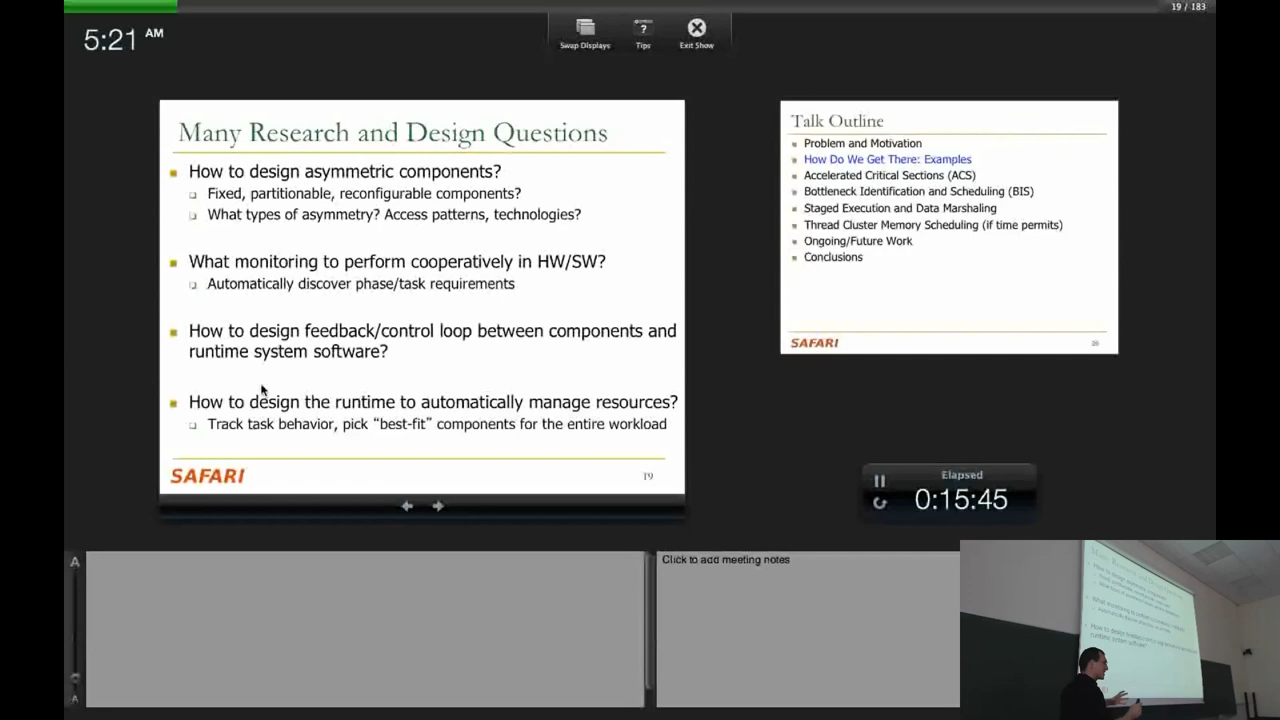 19 / 183
5:21 AM
Swap Displays
Tips
Exit Show
Many Research and Design Questions
How to design asymmetric components?
Fixed, partitionable, reconfigurable components?
What types of asymmetry? Access patterns, technologies?
What monitoring to perform cooperatively in HW/SW?
Automatically discover phase/task requirements
How to design feedback/control loop between components and
runtime system software?
How to design the runtime to automatically manage resources?
Track task behavior, pick “best-fit” components for the entire workload
SAFARI
19
Talk Outline
Problem and Motivation
How Do We Get There: Examples
Accelerated Critical Sections (ACS)
Bottleneck Identification and Scheduling (BIS)
Staged Execution and Data Marshaling
Thread Cluster Memory Scheduling (if time permits)
Ongoing/Future Work
Conclusions
SAFARI
Elapsed
0:15:45
A
A
Click to add meeting notes